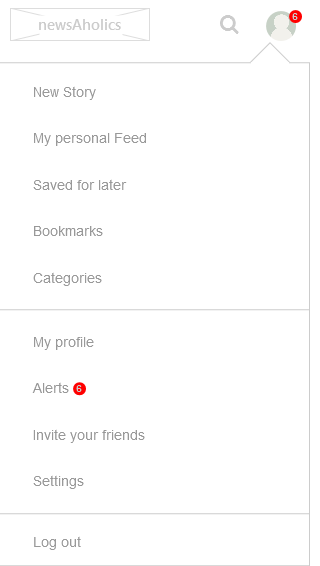 newsAholics
6
New Story
My personal Feed
Saved for later
Bookmarks
Categories
My profile
Alerts 6
Invite your friends
Settings
Log out